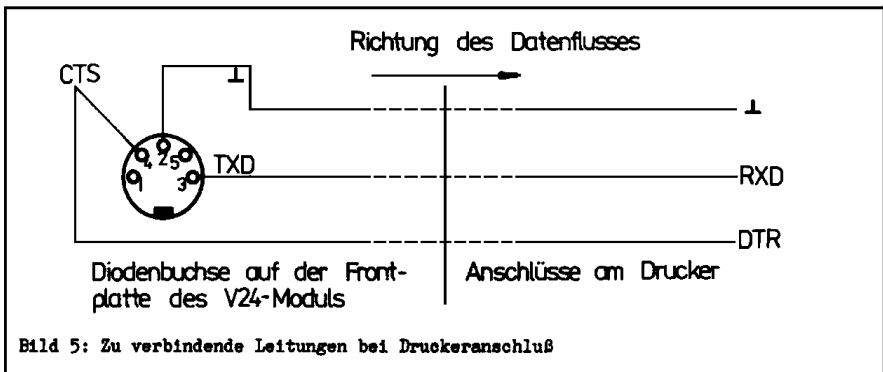 Richtung des Datenflusses
CTS
⊥
⊥
4
2
5
TXD
1
3
RXD
DTR
Diodenbuchse auf der Front-
platte des V24-Moduls
Anschlüsse am Drucker
Bild 5: Zu verbindende Leitungen bei Druckeranschluß